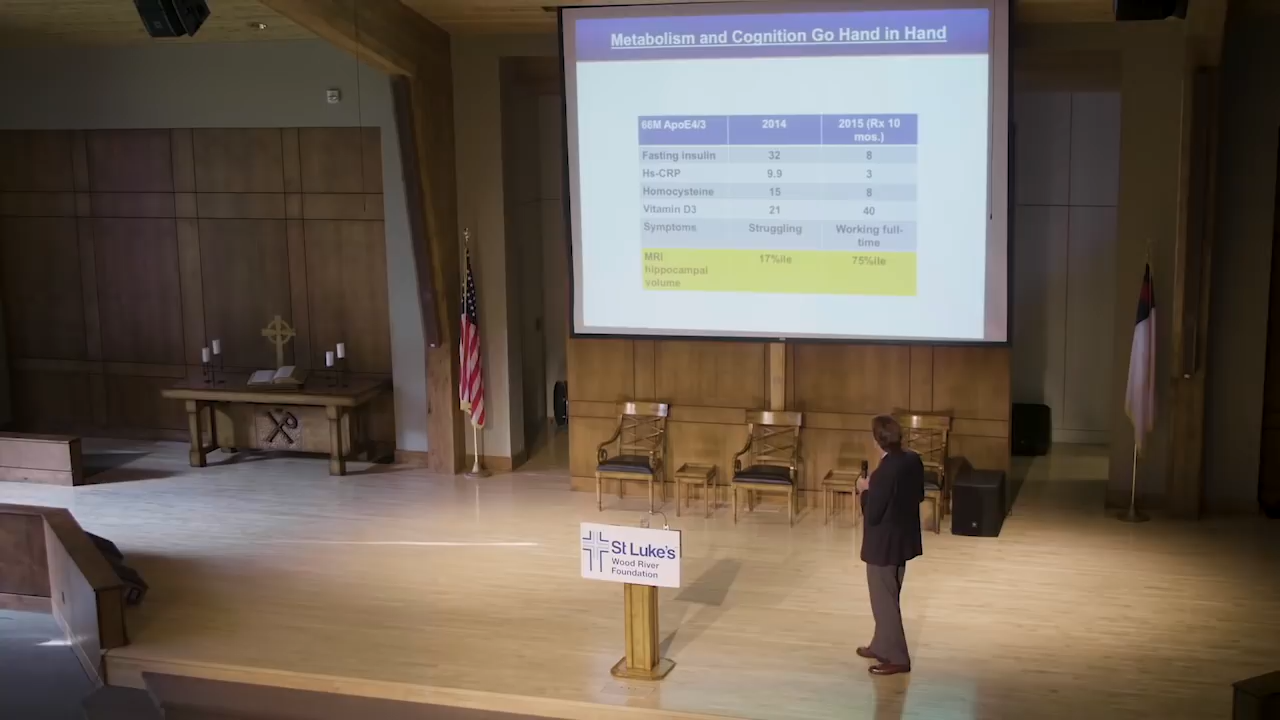 Metabolism and Cognition Go Hand in Hand
66M ApoE4/3 2014 2015 (Rx 10
mos.)
Fasting insulin 32 8
Hs-CRP 9.9 3
Homocysteine 15 8
Vitamin D3 21 40
Symptoms Struggling Working full-
time
MRI 17%ile 75%ile
hippocampal
volume
St Luke's
Wood River
Foundation